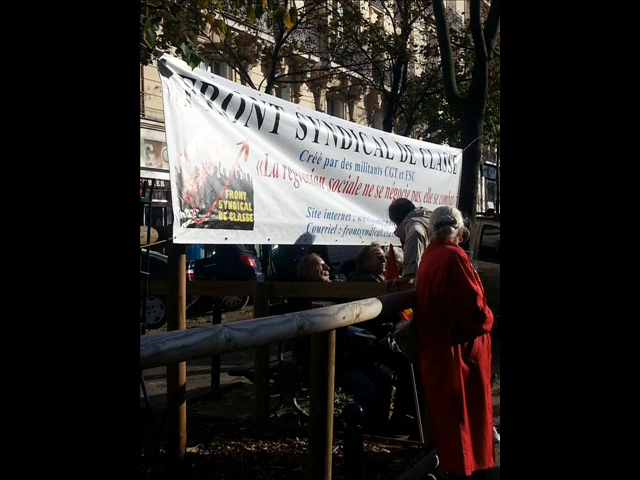 FRONT SYNDICAL DE CLASSE
Créé par des militants CGT et FSU
«La régression sociale ne se négocie pas, elle se combat
Site internet :
Courriel : frontsyndical
FRONT
SYNDICAL
DE CLASSE